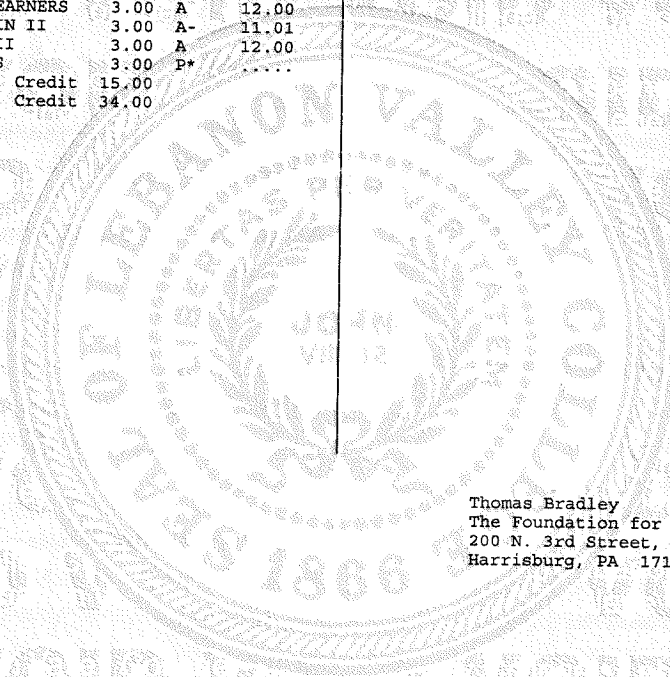 EARNERS 3.00 A 12.00
IN II 3.00 A- 11.01
II 3.00 A 12.00
S 3.00 P* .....
Credit 15.00
Credit 34.00
SEAL OF LEBANON VALLEY COLLEGE
LIBERTAS PER VERITATEM
JOHN
VIII 32
1866
Thomas Bradley
The Foundation for
200 N. 3rd Street,
Harrisburg, PA 171